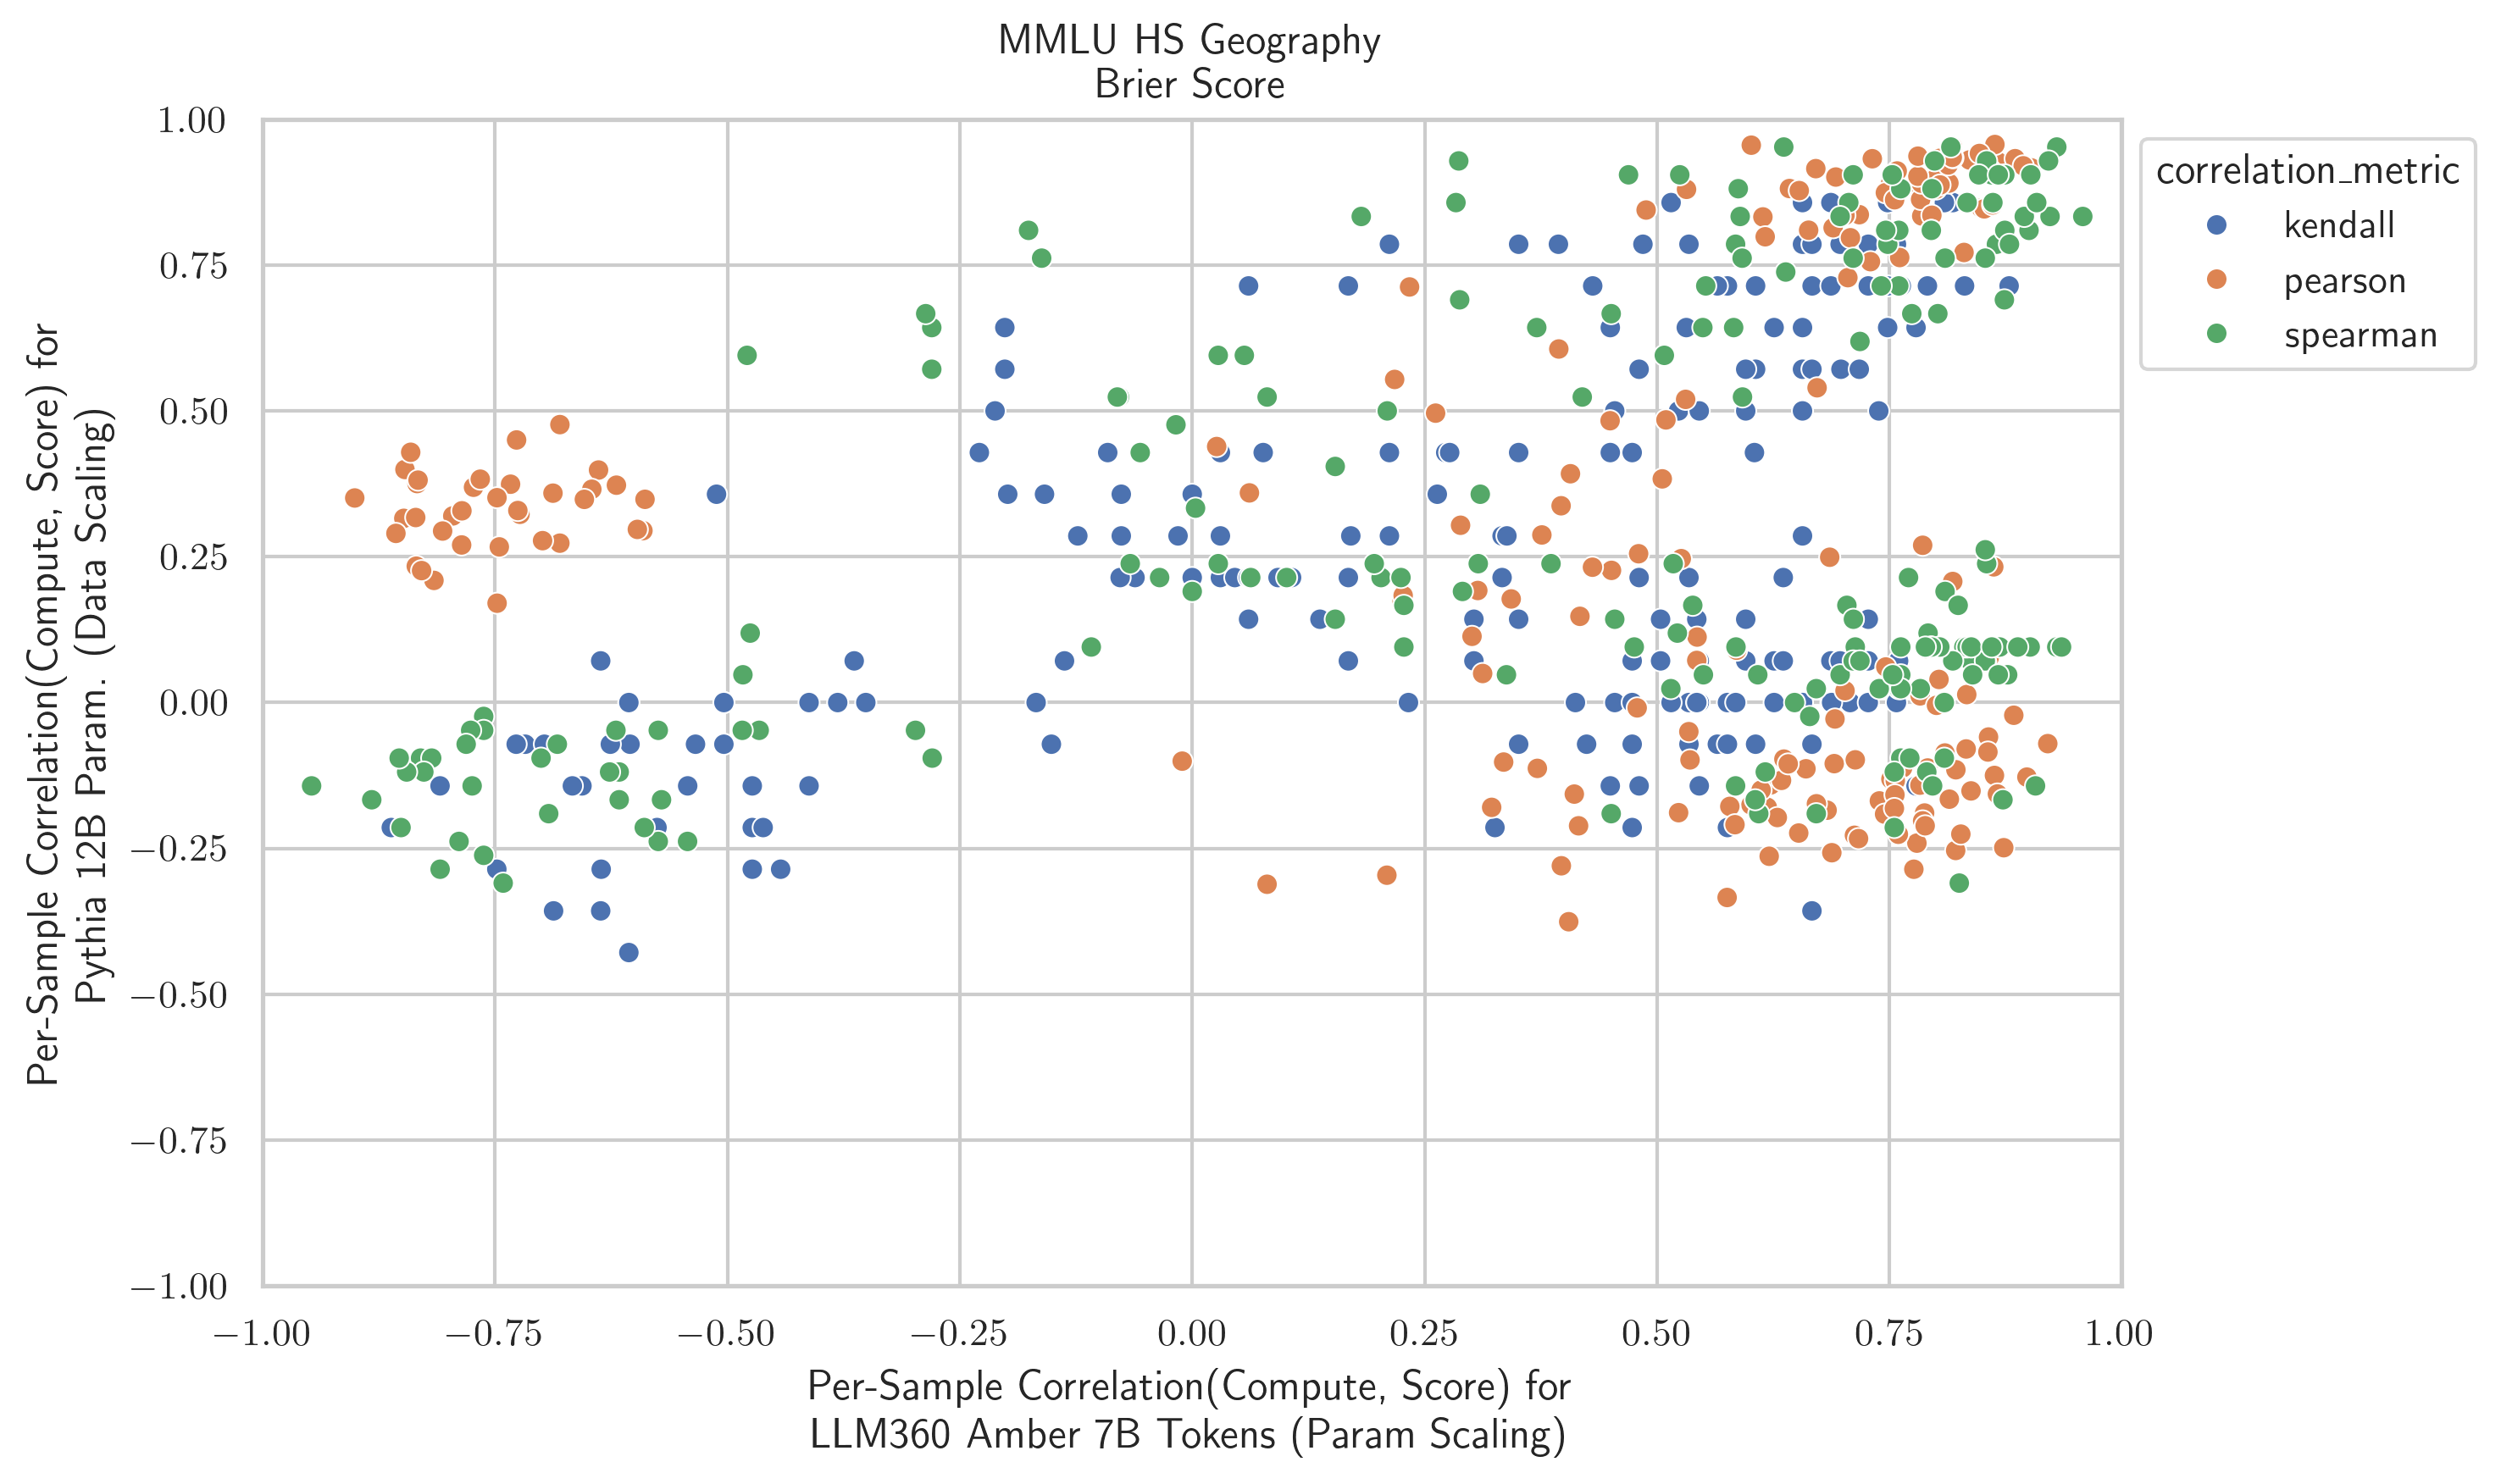 MMLU HS Geography
Brier Score
Per-Sample Correlation(Compute, Score) for
Pythia 12B Param. (Data Scaling)
1.00
0.75
0.50
0.25
0.00
−0.25
−0.50
−0.75
−1.00
−1.00
−0.75
−0.50
−0.25
0.00
0.25
0.50
0.75
1.00
Per-Sample Correlation(Compute, Score) for
LLM360 Amber 7B Tokens (Param Scaling)
correlation_metric
kendall
pearson
spearman